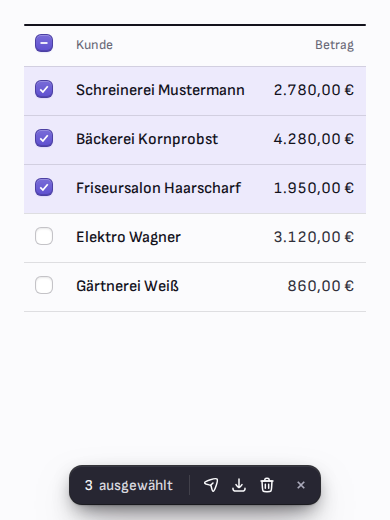 Kunde Betrag
Schreinerei Mustermann 2.780,00 €
Bäckerei Kornprobst 4.280,00 €
Friseursalon Haarscharf 1.950,00 €
Elektro Wagner 3.120,00 €
Gärtnerei Weiß 860,00 €
3 ausgewählt